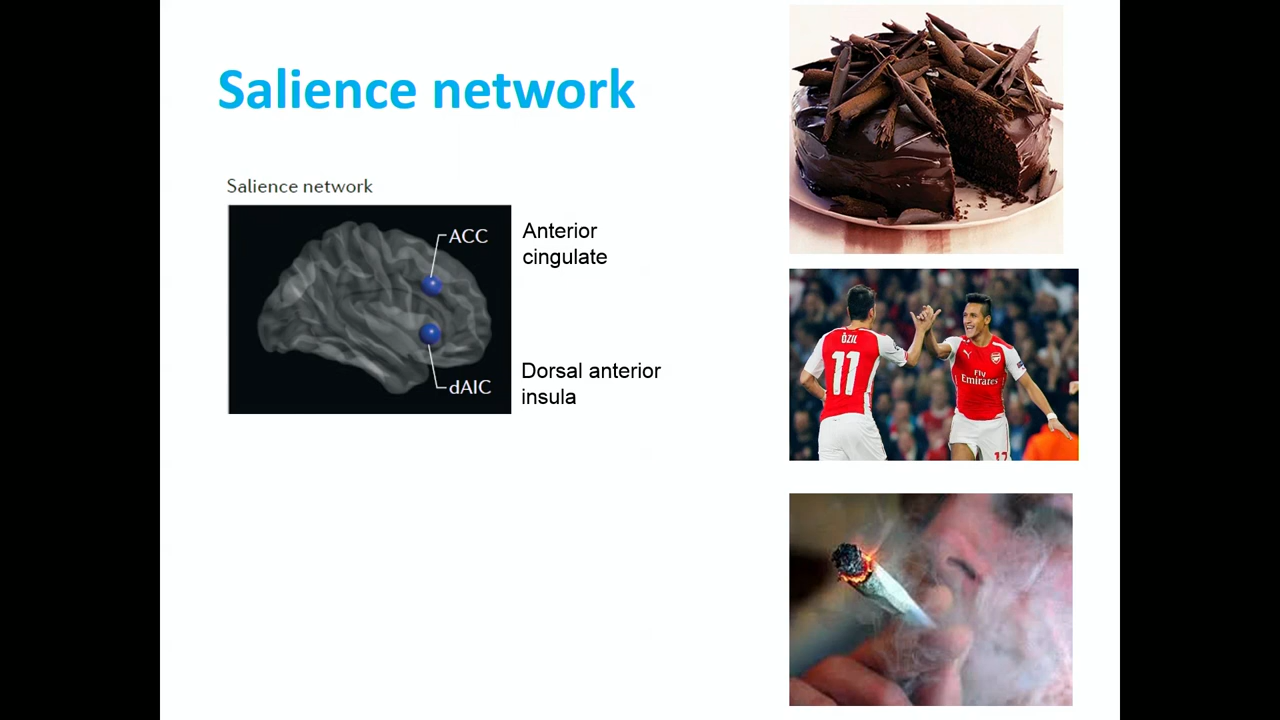 Salience network
Salience network
ACC
Anterior
cingulate
dAIC
Dorsal anterior
insula
ÖZIL
11
Fly
Emirates
17